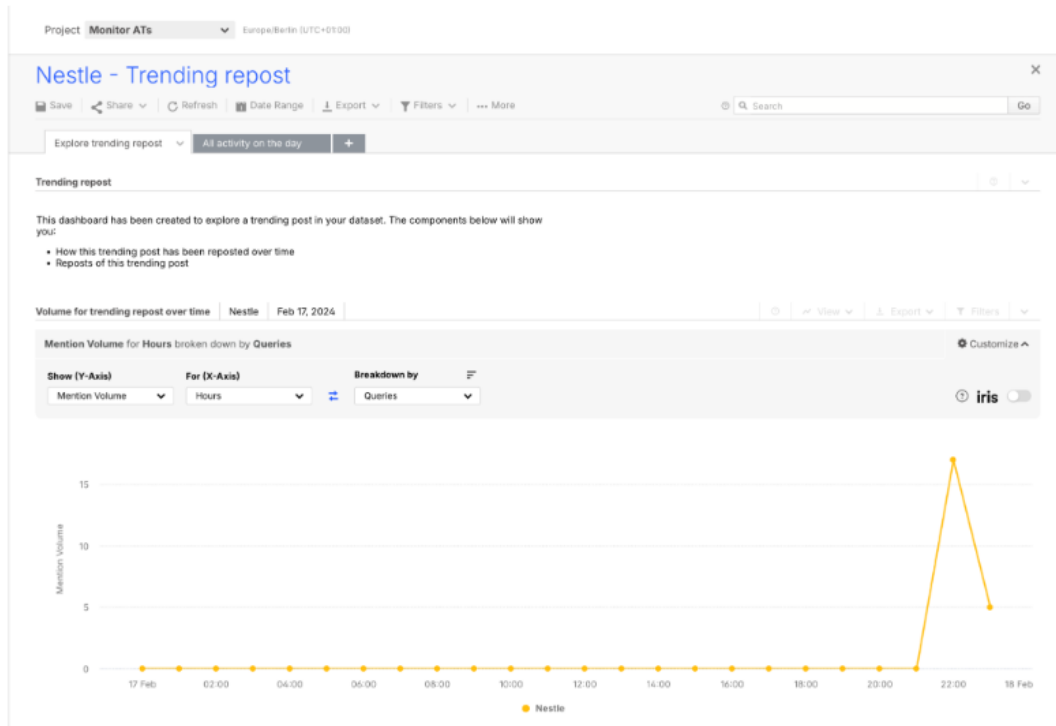 Project Monitor ATs Europe/Berlin (UTC+01:00)
Nestle - Trending repost
Save Share Refresh Date Range Export Filters ... More Search Go
Explore trending repost All activity on the day +
Trending repost
This dashboard has been created to explore a trending post in your dataset. The components below will show
you:
• How this trending post has been reposted over time
• Reposts of this trending post
Volume for trending repost over time Nestle Feb 17, 2024 View Export Filters
Mention Volume for Hours broken down by Queries Customize
Show (Y-Axis) For (X-Axis) Breakdown by
Mention Volume Hours Queries iris
15
10
5
0
Mention Volume
17 Feb 02:00 04:00 06:00 08:00 10:00 12:00 14:00 16:00 18:00 20:00 22:00 18 Feb
Nestle